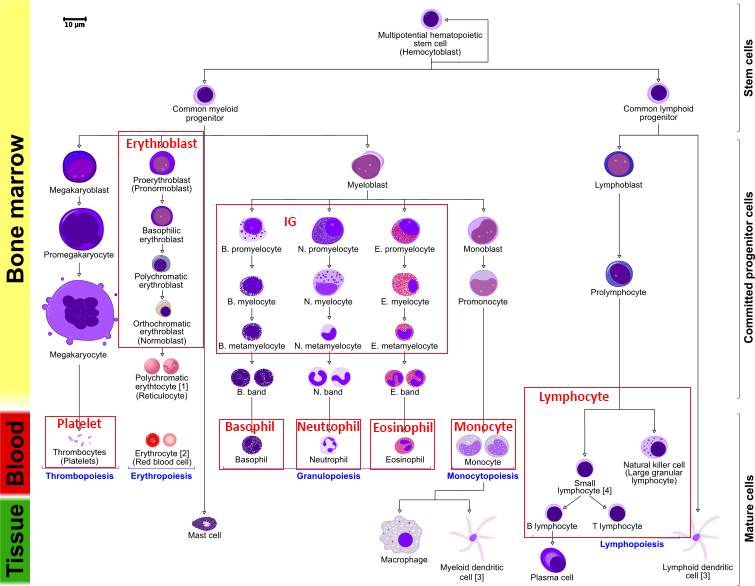 10 μm
Multipotential hematopoietic
stem cell
(Hemocytoblast)
Stem cells
Common myeloid
progenitor
Common lymphoid
progenitor
Bone marrow
Committed progenitor cells
Erythroblast
Megakaryoblast
Proerythroblast
(Pronormoblast)
Myeloblast
Lymphoblast
Basophilic
erythroblast
IG
Promegakaryocyte
B. promyelocyte
N. promyelocyte
E. promyelocyte
Monoblast
Polychromatic
erythroblast
B. myelocyte
N. myelocyte
E. myelocyte
Promonocyte
Prolymphocyte
Orthochromatic
erythroblast
(Normoblast)
Megakaryocyte
B. metamyelocyte
N. metamyelocyte
E. metamyelocyte
Polychromatic
erythtocyte [1]
(Reticulocyte)
B. band
N. band
E. band
Lymphocyte
Blood
Mature cells
Platelet
Basophil
Neutrophil
Eosinophil
Monocyte
Thrombocytes
(Platelets)
Erythrocyte [2]
(Red blood cell)
Basophil
Neutrophil
Eosinophil
Monocyte
Natural killer cell
(Large granular
lymphocyte)
Small
lymphocyte [4]
Thrombopoiesis
Erythropoiesis
Granulopoiesis
Monocytopoiesis
Tissue
B lymphocyte
T lymphocyte
Lymphopoiesis
Mast cell
Macrophage
Myeloid dendritic
cell [3]
Plasma cell
Lymphoid dendritic
cell [3]